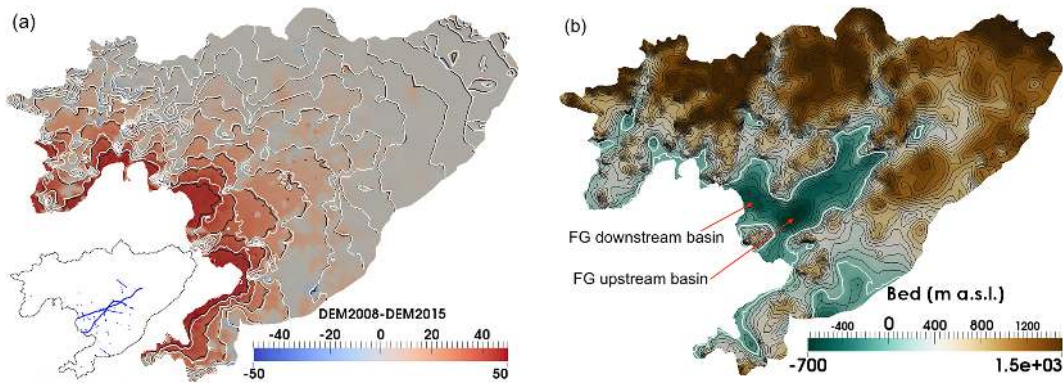 (a)
DEM2008-DEM2015
-40 -20 0 20 40
-50 50
(b)
FG downstream basin
FG upstream basin
Bed (m a.s.l.)
-400 0 400 800 1200
-700 1.5e+03